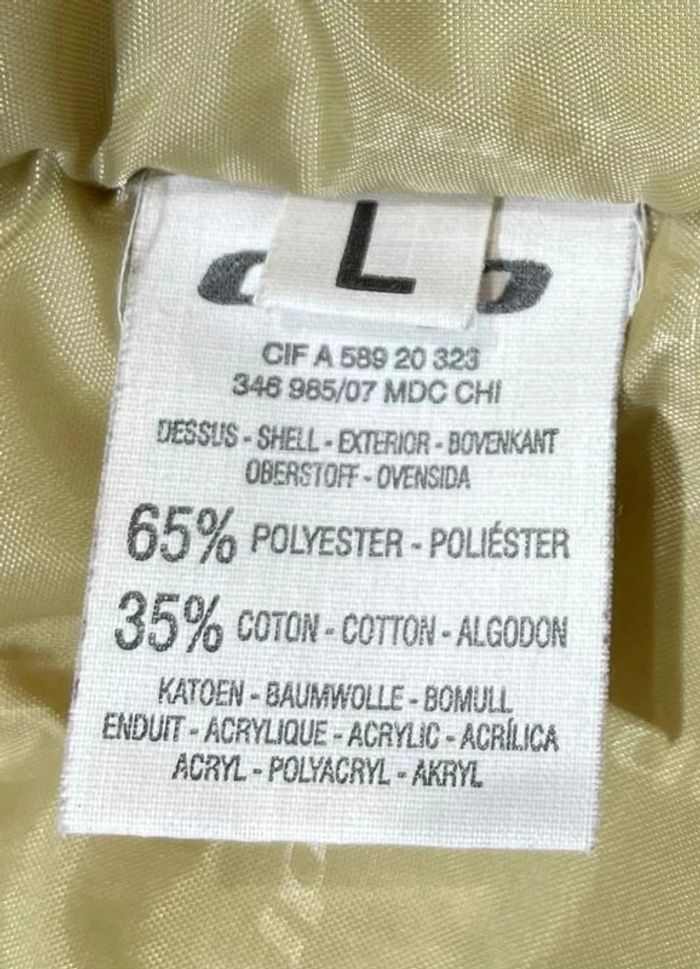 L
CIF A 589 20 323
346 985/07 MDC CHI
DESSUS - SHELL - EXTERIOR - BOVENKANT
OBERSTOFF - OVENSIDA
65% POLYESTER - POLIÉSTER
35% COTON - COTTON - ALGODON
KATOEN - BAUMWOLLE - BOMULL
ENDUIT - ACRYLIQUE - ACRYLIC - ACRÍLICA
ACRYL - POLYACRYL - AKRYL